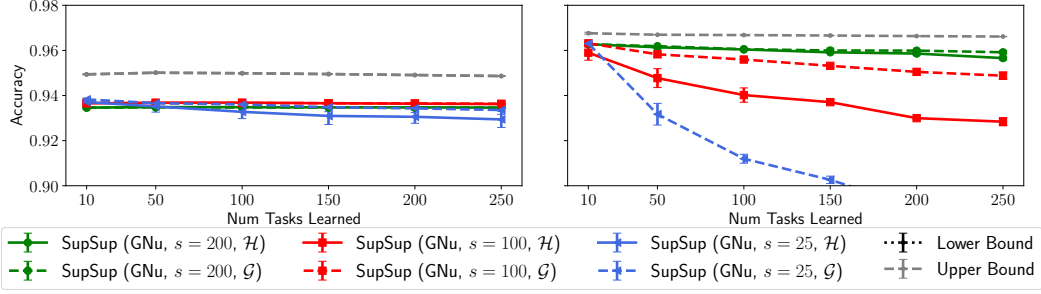 0.98
0.96
0.94
0.92
0.90
Accuracy
10 50 100 150 200 250
Num Tasks Learned
10 50 100 150 200 250
Num Tasks Learned
SupSup (GNu, s = 200, ℋ) SupSup (GNu, s = 100, ℋ) SupSup (GNu, s = 25, ℋ) Lower Bound
SupSup (GNu, s = 200, 𝒢) SupSup (GNu, s = 100, 𝒢) SupSup (GNu, s = 25, 𝒢) Upper Bound